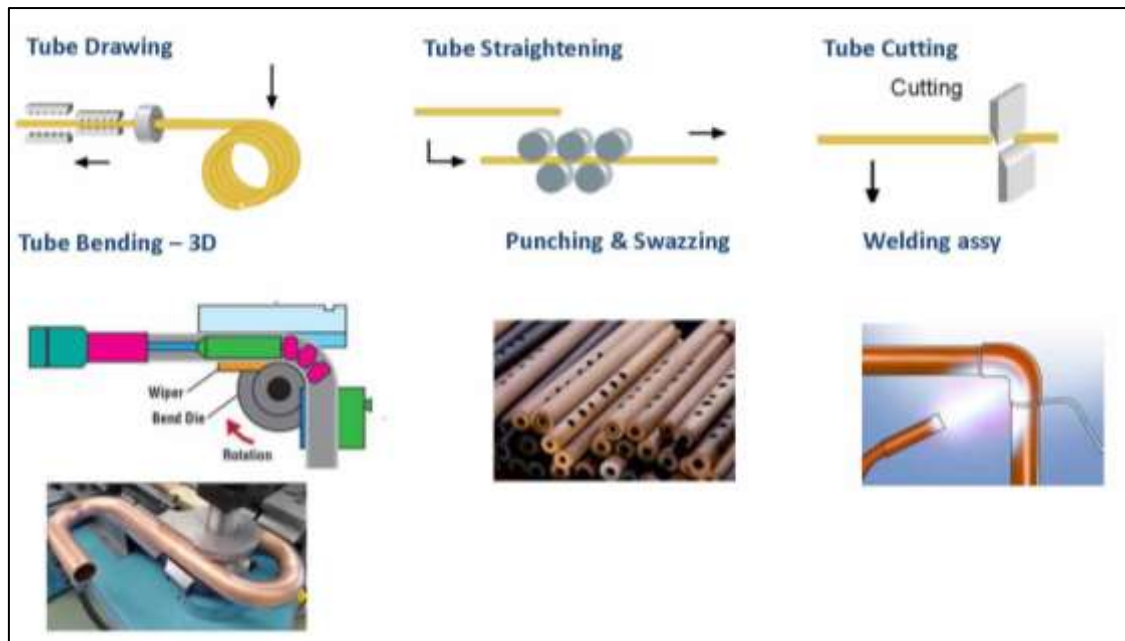 Tube Drawing
Tube Straightening
Tube Cutting
Cutting
Tube Bending – 3D
Punching & Swazzing
Welding assy
Wiper
Bend Die
Rotation